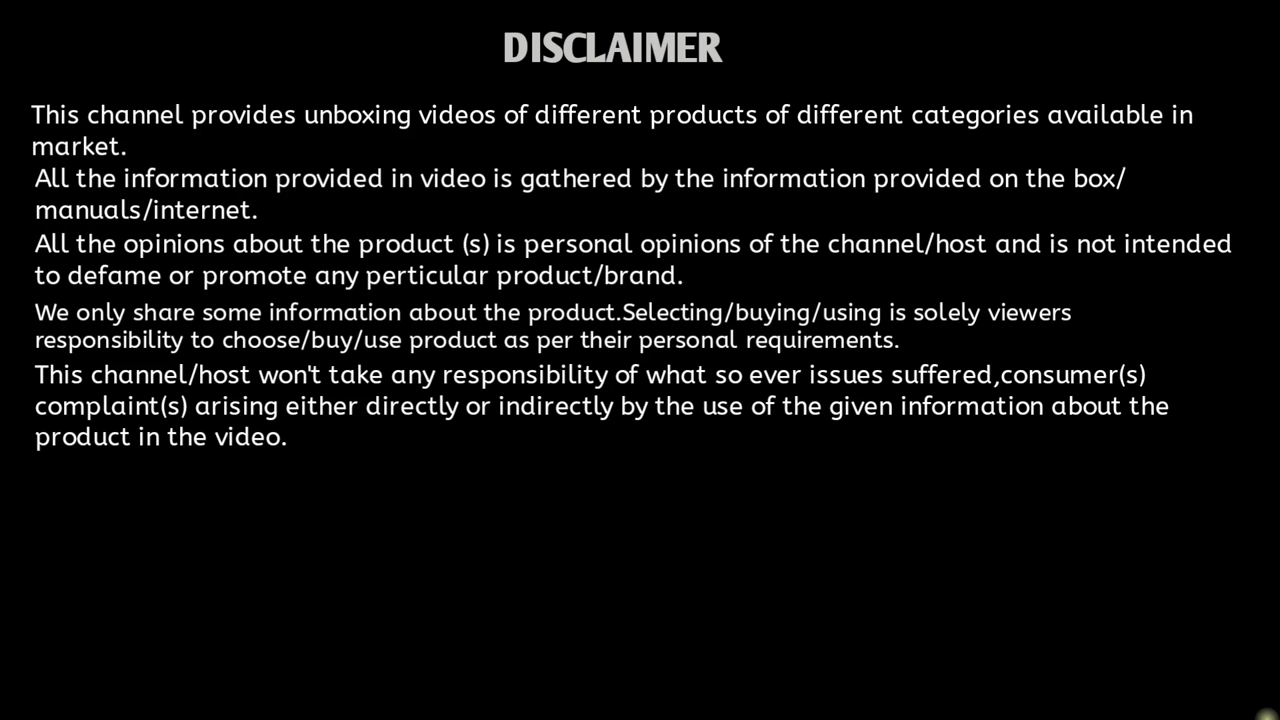 DISCLAIMER
This channel provides unboxing videos of different products of different categories available in
market.
All the information provided in video is gathered by the information provided on the box/
manuals/internet.
All the opinions about the product (s) is personal opinions of the channel/host and is not intended
to defame or promote any perticular product/brand.
We only share some information about the product.Selecting/buying/using is solely viewers
responsibility to choose/buy/use product as per their personal requirements.
This channel/host won't take any responsibility of what so ever issues suffered,consumer(s)
complaint(s) arising either directly or indirectly by the use of the given information about the
product in the video.